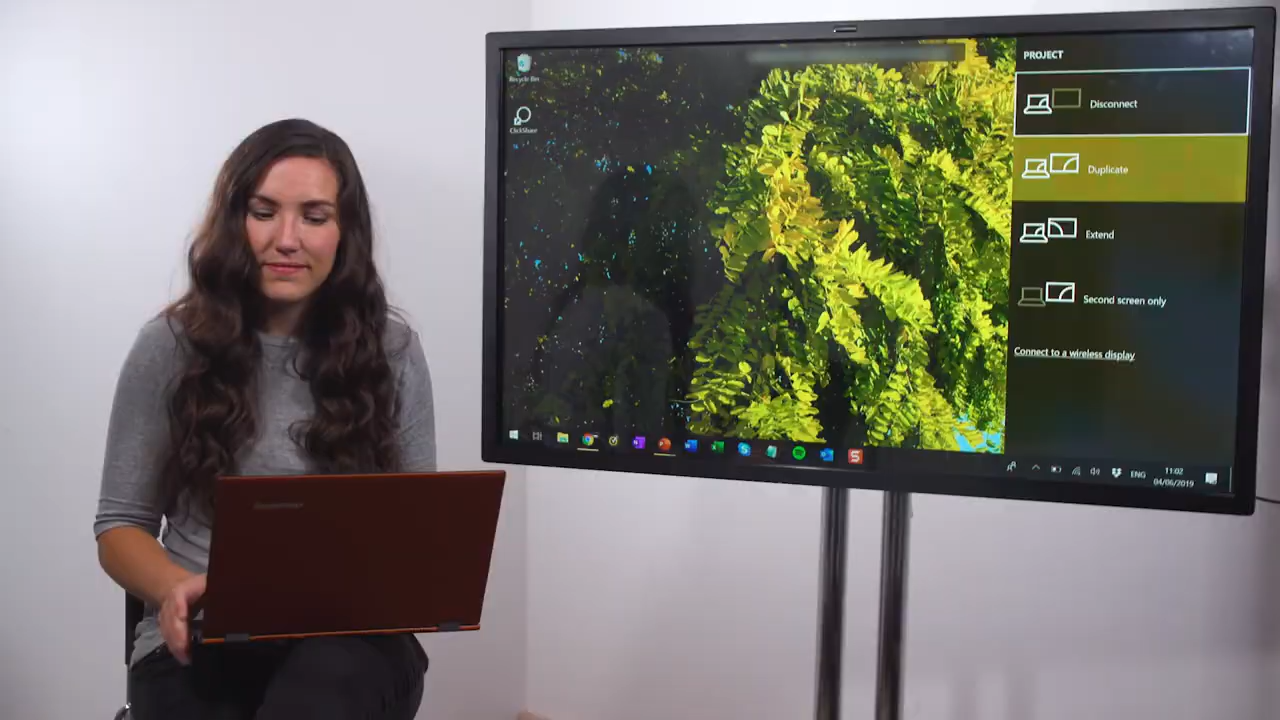 Recycle Bin
ClickShare
PROJECT
Disconnect
Duplicate
Extend
Second screen only
Connect to a wireless display
ENG
11:02
04/06/2019